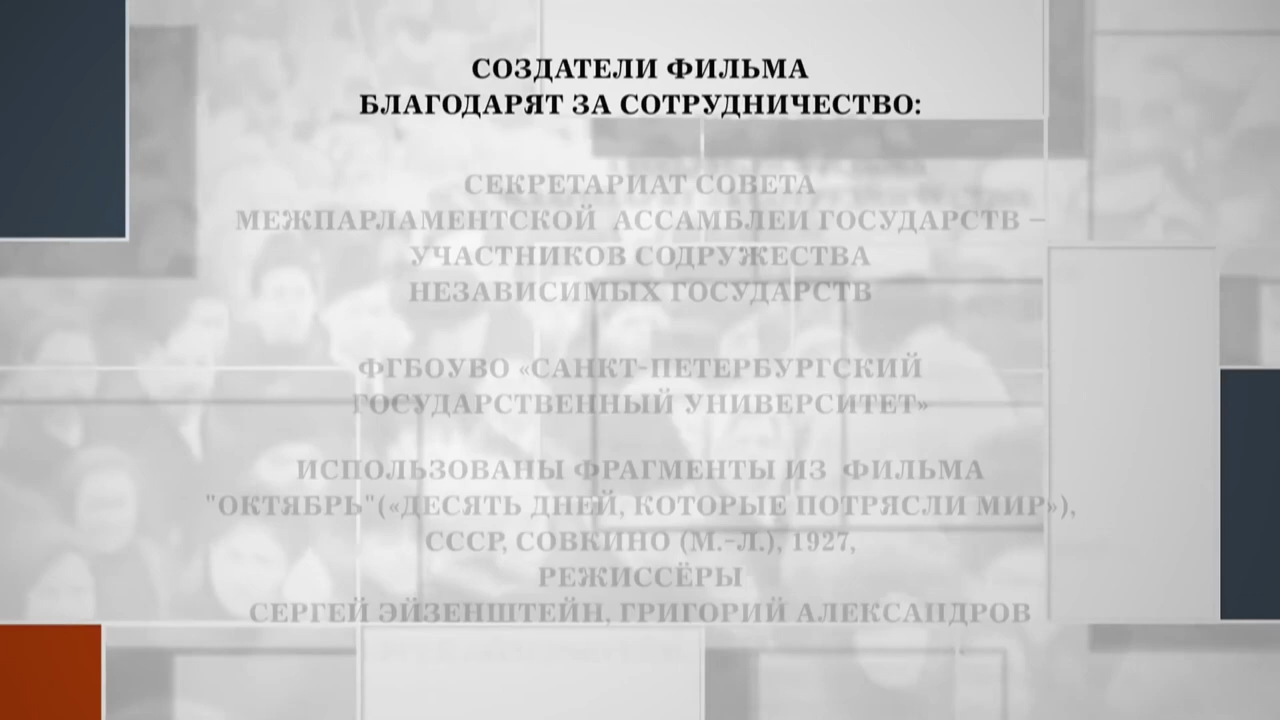 СОЗДАТЕЛИ ФИЛЬМА
БЛАГОДАРЯТ ЗА СОТРУДНИЧЕСТВО:
СЕКРЕТАРИАТ СОВЕТА
МЕЖПАРЛАМЕНТСКОЙ АССАМБЛЕИ ГОСУДАРСТВ –
УЧАСТНИКОВ СОДРУЖЕСТВА
НЕЗАВИСИМЫХ ГОСУДАРСТВ
ФГБОУВО «САНКТ-ПЕТЕРБУРГСКИЙ
ГОСУДАРСТВЕННЫЙ УНИВЕРСИТЕТ»
ИСПОЛЬЗОВАНЫ ФРАГМЕНТЫ ИЗ ФИЛЬМА
"ОКТЯБРЬ"(«ДЕСЯТЬ ДНЕЙ, КОТОРЫЕ ПОТРЯСЛИ МИР»),
СССР, СОВКИНО (М.-Л.), 1927,
РЕЖИССЁРЫ
СЕРГЕЙ ЭЙЗЕНШТЕЙН, ГРИГОРИЙ АЛЕКСАНДРОВ